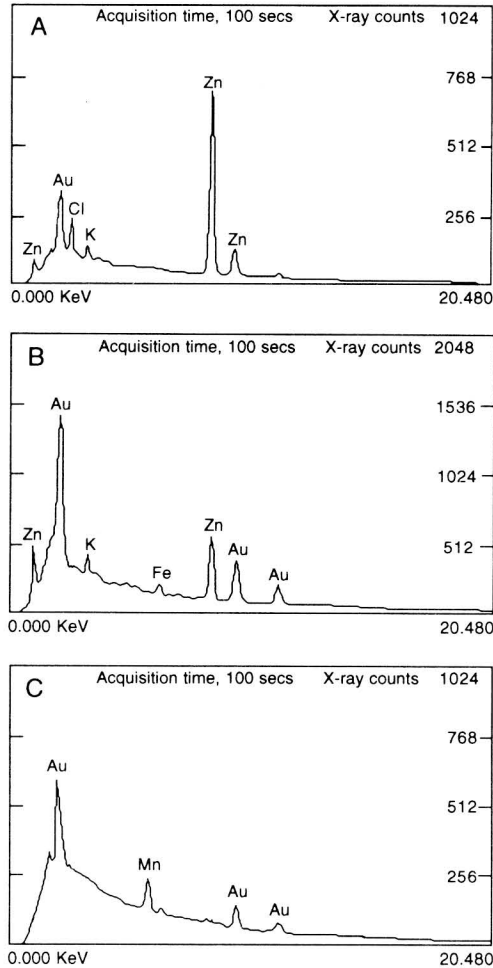 A Acquisition time, 100 secs X-ray counts 1024
768
Zn
512
Au
Cl
256
K
Zn
Zn
0.000 KeV 20.480
B Acquisition time, 100 secs X-ray counts 2048
Au
1536
1024
Zn
Zn
512
K
Au
Fe
Au
0.000 KeV 20.480
C Acquisition time, 100 secs X-ray counts 1024
Au
768
512
Mn
256
Au
Au
0.000 KeV 20.480